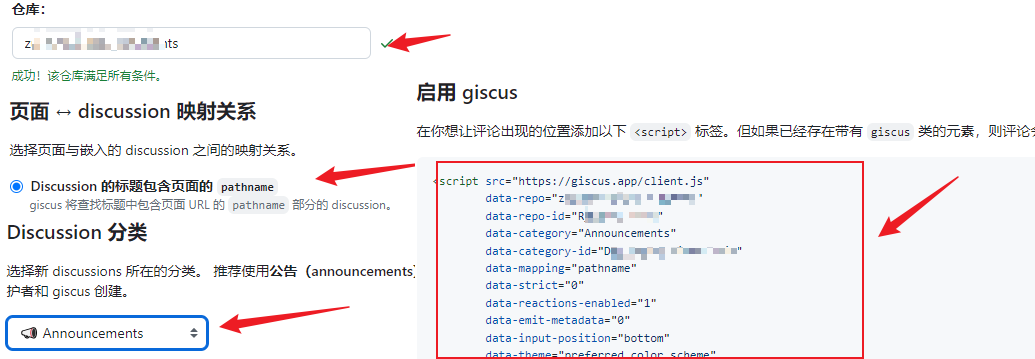 仓库：
成功！该仓库满足所有条件。
页面 ↔ discussion 映射关系
选择页面与嵌入的 discussion 之间的映射关系。
Discussion 的标题包含页面的 pathname
giscus 将查找标题中包含页面 URL 的 pathname 部分的 discussion。
Discussion 分类
选择新 discussions 所在的分类。 推荐使用公告（announcements）
护者和 giscus 创建。
Announcements
启用 giscus
在你想让评论出现的位置添加以下 <script> 标签。但如果已经存在带有 giscus 类的元素，则评论会
<script src="https://giscus.app/client.js"
data-repo="z
data-repo-id="R
data-category="Announcements"
data-category-id="D
data-mapping="pathname"
data-strict="0"
data-reactions-enabled="1"
data-emit-metadata="0"
data-input-position="bottom"
data-theme="preferred_color_scheme"